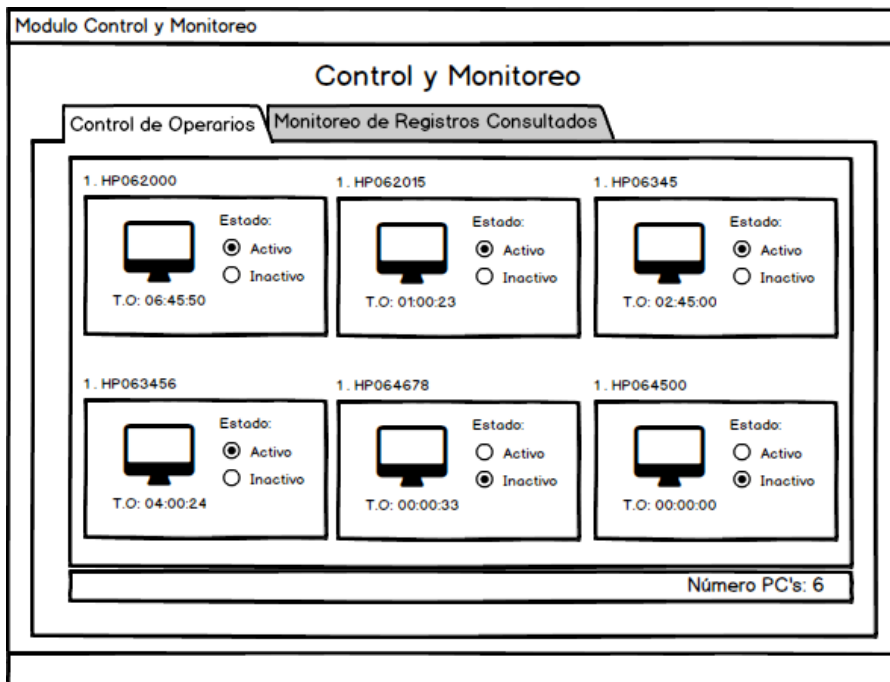 Modulo Control y Monitoreo
Control y Monitoreo
Control de Operarios
Monitoreo de Registros Consultados
1. HP062000
Estado:
Activo
Inactivo
T.O: 06:45:50
1. HP062015
Estado:
Activo
Inactivo
T.O: 01:00:23
1. HP06345
Estado:
Activo
Inactivo
T.O: 02:45:00
1. HP063456
Estado:
Activo
Inactivo
T.O: 04:00:24
1. HP064678
Estado:
Activo
Inactivo
T.O: 00:00:33
1. HP064500
Estado:
Activo
Inactivo
T.O: 00:00:00
Número PC's: 6